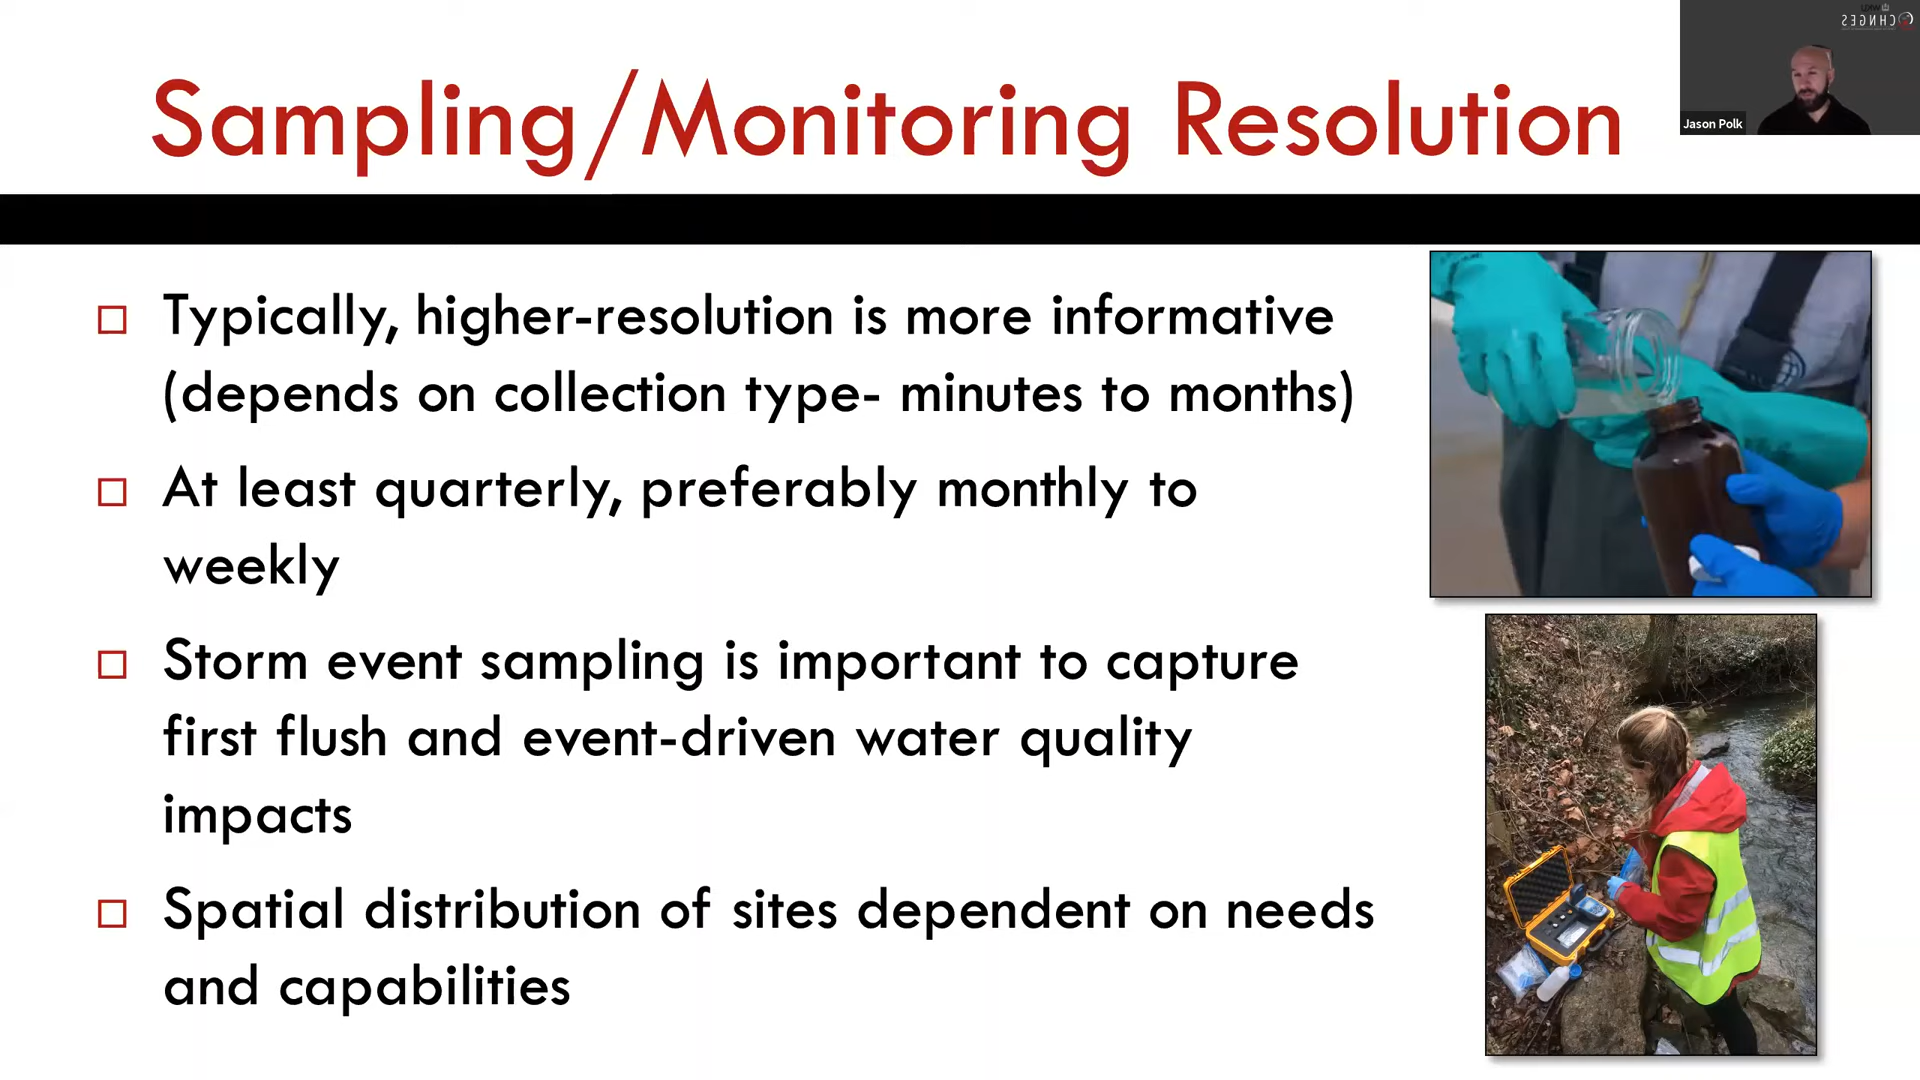 Sampling/Monitoring Resolution
Jason Polk
Typically, higher-resolution is more informative
(depends on collection type- minutes to months)
At least quarterly, preferably monthly to
weekly
Storm event sampling is important to capture
first flush and event-driven water quality
impacts
Spatial distribution of sites dependent on needs
and capabilities